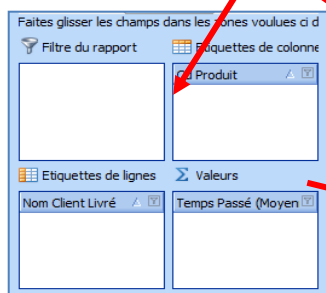 Faites glisser les champs dans les zones voulues ci d
Filtre du rapport
Etiquettes de colonne
Produit
Etiquettes de lignes
Σ Valeurs
Nom Client Livré
Temps Passé (Moyen